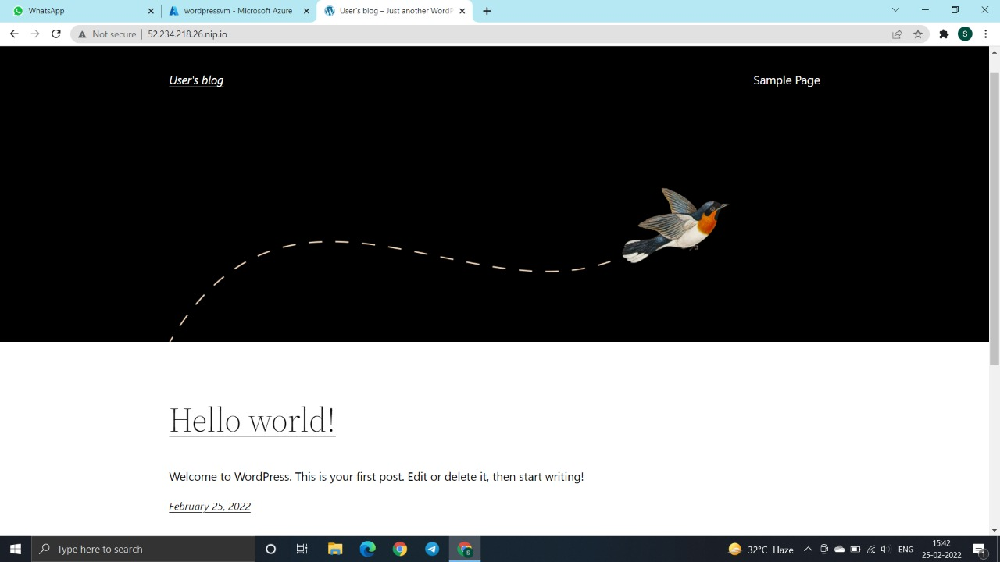 WhatsApp
wordpressvm - Microsoft Azure
User's blog – Just another WordP
Not secure | 52.234.218.26.nip.io
S
User's blog
Sample Page
Hello world!
Welcome to WordPress. This is your first post. Edit or delete it, then start writing!
February 25, 2022
Type here to search
S
32°C Haze
ENG
15:42
25-02-2022
1